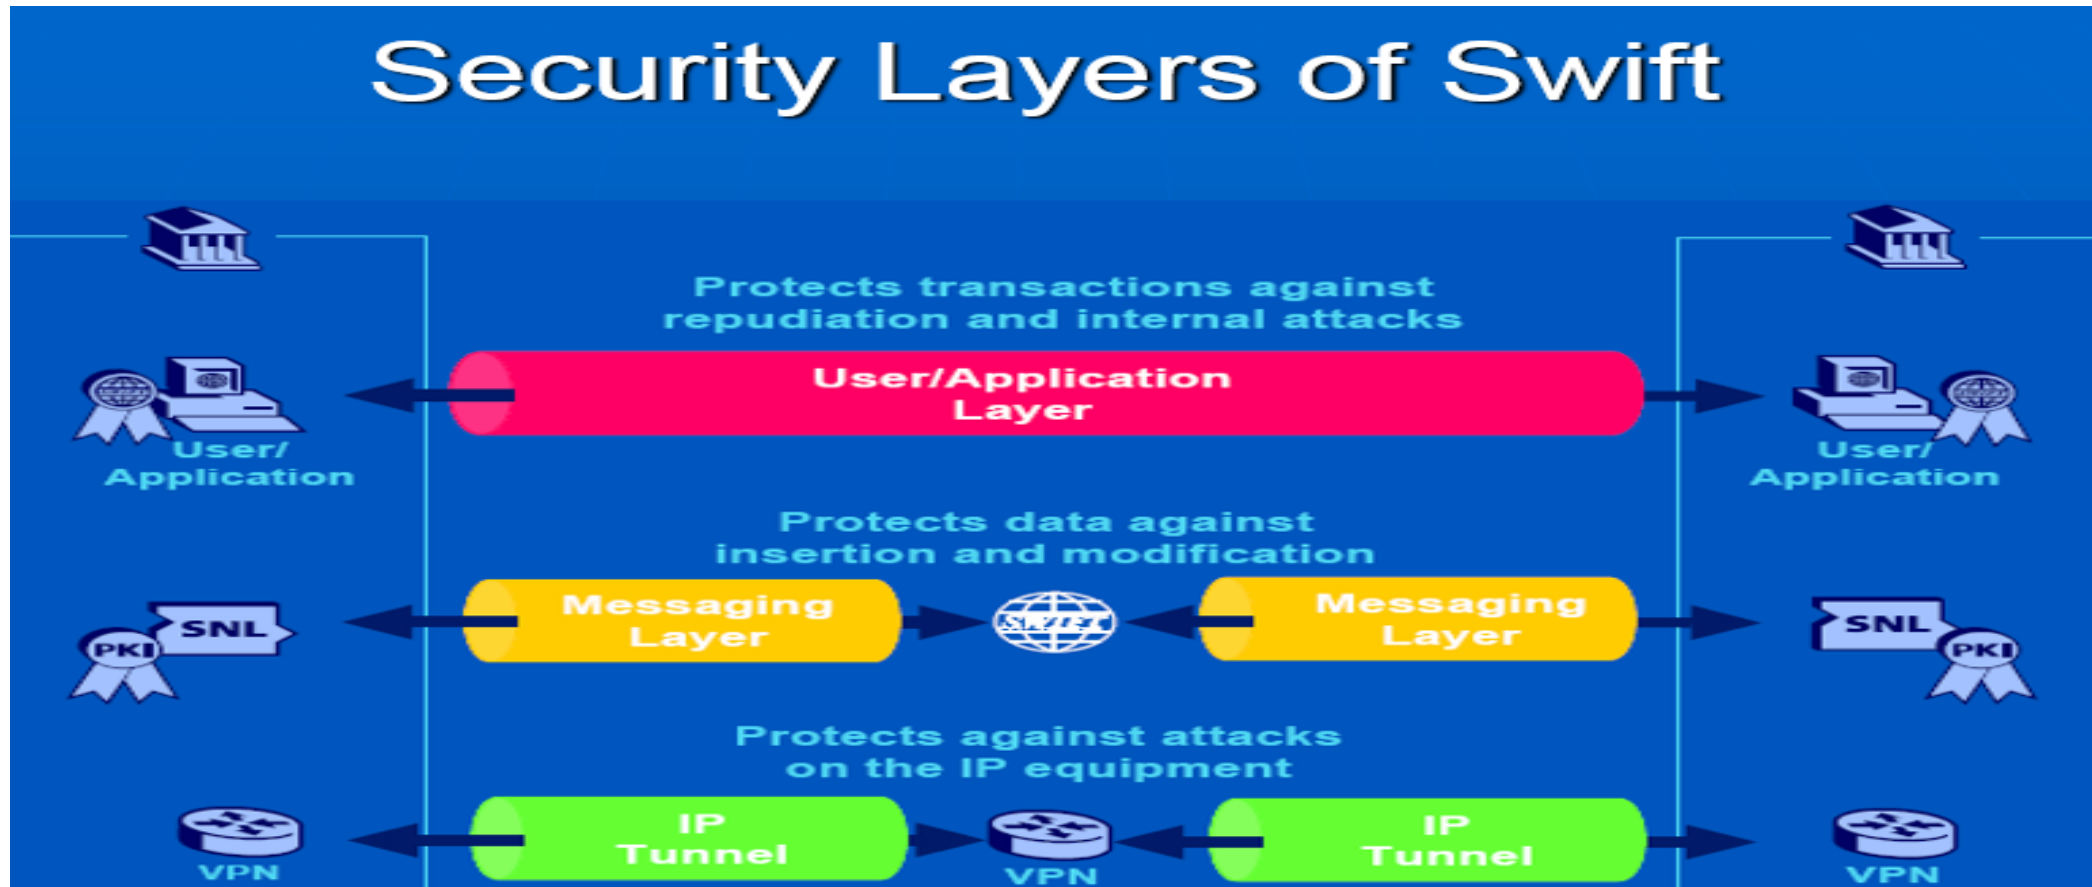 Security Layers of Swift
Protects transactions against
repudiation and internal attacks
User/Application
Layer
User/
Application
User/
Application
Protects data against
insertion and modification
Messaging
Layer
SWIFT
Messaging
Layer
SNL
PKI
SNL
PKI
Protects against attacks
on the IP equipment
IP
Tunnel
IP
Tunnel
VPN
VPN
VPN